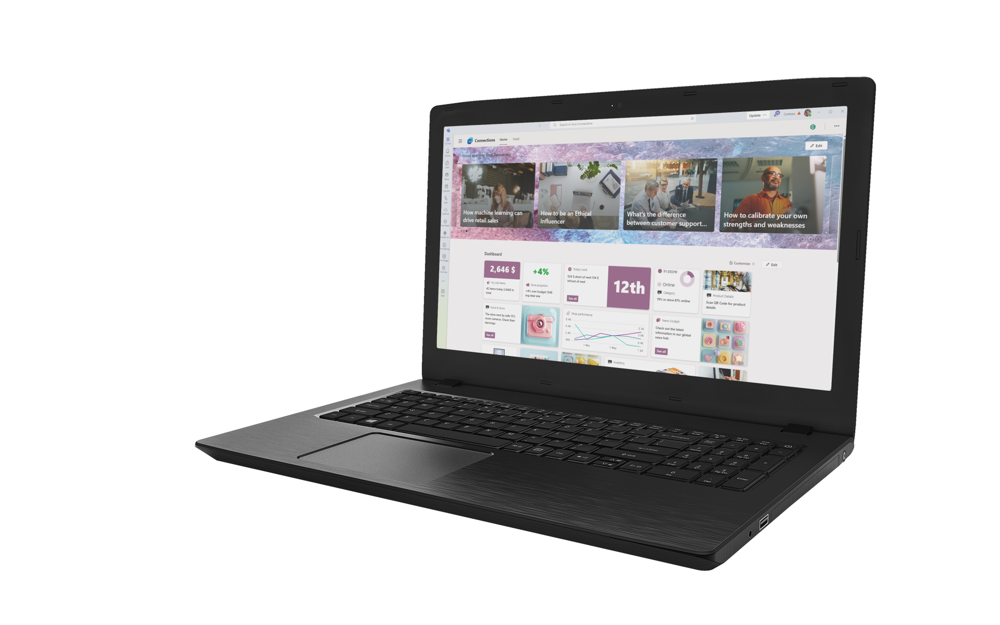 Search in Viva Connections
Update
Contoso
Connections
Home
Feed
Good evening, Paul Fernandez
Edit
How machine learning can
drive retail sales
How to be an Ethical
Influencer
What's the difference
between customer support...
How to calibrate your own
strengths and weaknesses
Dashboard
Customize
Edit
2,646 $
My sold items
42 items today 2.646$ in
total
+4%
Store projection
+4% over budget 124$
avg deal size
Today's rank
524 $ short of next 134 $
infront of next
See all
12th
In store
Online
Category
19% in store 81% online
Product Details
Scan QR Code for product
details
Good to know
The store next by sells 13%
more cameras. Check their
learnings.
See all
Shop performance
6.4K
4.4K
2.4K
400
3.5K
2.6K
0.4K
1 Mar
1 May
1 Jul
News Cockpit
Check out the latest
information in our global
news hub
See all
Inventory